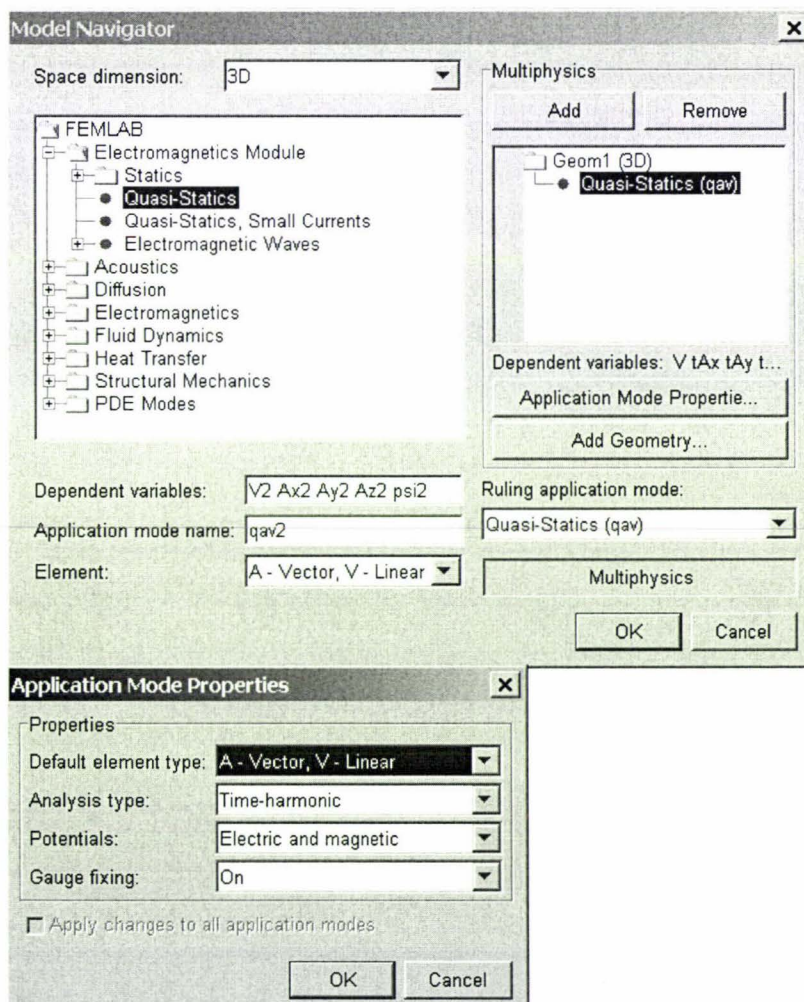 Model Navigator
Space dimension: 3D
FEMLAB
Electromagnetics Module
Statics
Quasi-Statics
Quasi-Statics, Small Currents
Electromagnetic Waves
Acoustics
Diffusion
Electromagnetics
Fluid Dynamics
Heat Transfer
Structural Mechanics
PDE Modes
Dependent variables: V2 Ax2 Ay2 Az2 psi2
Application mode name: qav2
Element: A - Vector, V - Linear
Multiphysics
Add Remove
Geom1 (3D)
Quasi-Statics (qav)
Dependent variables: V tAx tAy t...
Application Mode Propertie...
Add Geometry...
Ruling application mode:
Quasi-Statics (qav)
Multiphysics
OK Cancel
Application Mode Properties
Properties
Default element type: A - Vector, V - Linear
Analysis type: Time-harmonic
Potentials: Electric and magnetic
Gauge fixing: On
Apply changes to all application modes
OK Cancel